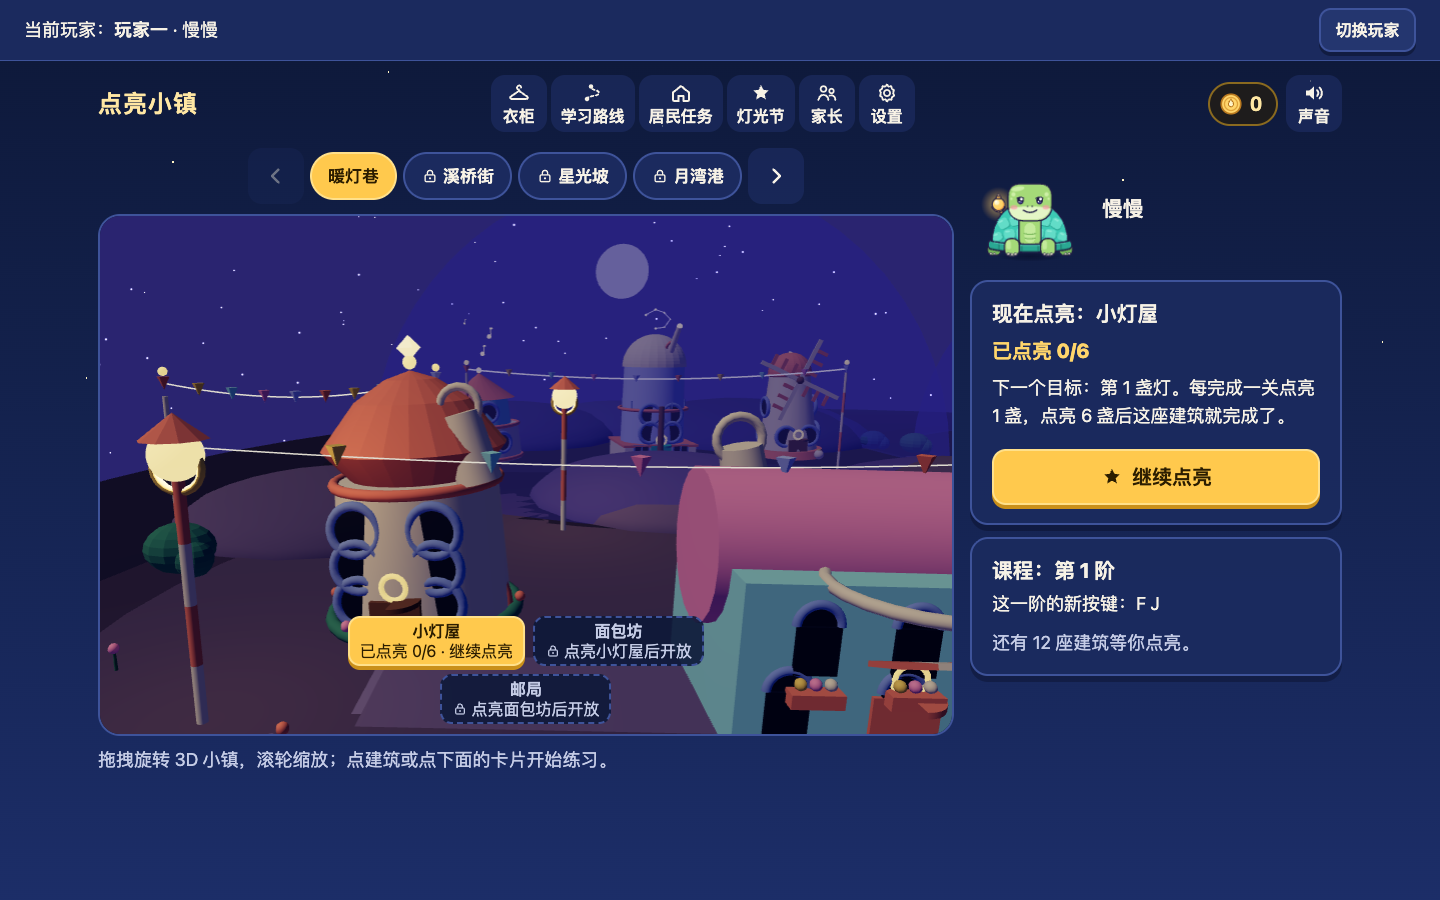 当前玩家：玩家一 · 慢慢
切换玩家
点亮小镇
衣柜
学习路线
居民任务
灯光节
家长
设置
0
声音
暖灯巷
溪桥街
星光坡
月湾港
慢慢
现在点亮：小灯屋
已点亮 0/6
下一个目标：第 1 盏灯。每完成一关点亮
1 盏，点亮 6 盏后这座建筑就完成了。
继续点亮
课程：第 1 阶
这一阶的新按键：F J
还有 12 座建筑等你点亮。
小灯屋
已点亮 0/6 · 继续点亮
面包坊
点亮小灯屋后开放
邮局
点亮面包坊后开放
拖拽旋转 3D 小镇，滚轮缩放；点建筑或点下面的卡片开始练习。